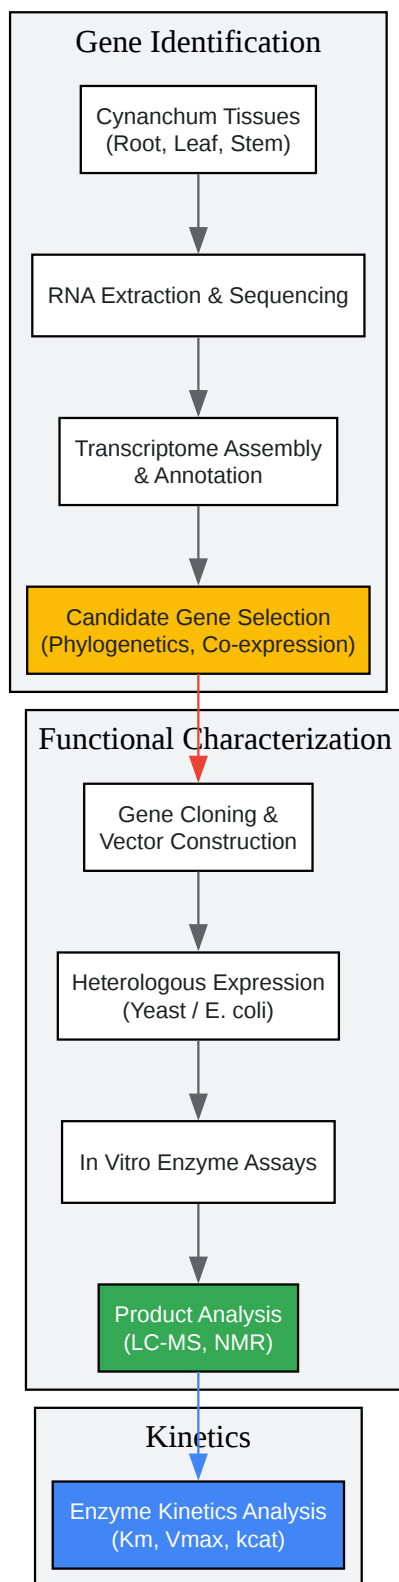 Gene Identification
Cynanchum Tissues
(Root, Leaf, Stem)
RNA Extraction & Sequencing
Transcriptome Assembly
& Annotation
Candidate Gene Selection
(Phylogenetics, Co-expression)
Functional Characterization
Gene Cloning &
Vector Construction
Heterologous Expression
(Yeast / E. coli)
In Vitro Enzyme Assays
Product Analysis
(LC-MS, NMR)
Kinetics
Enzyme Kinetics Analysis
(Km, Vmax, kcat)